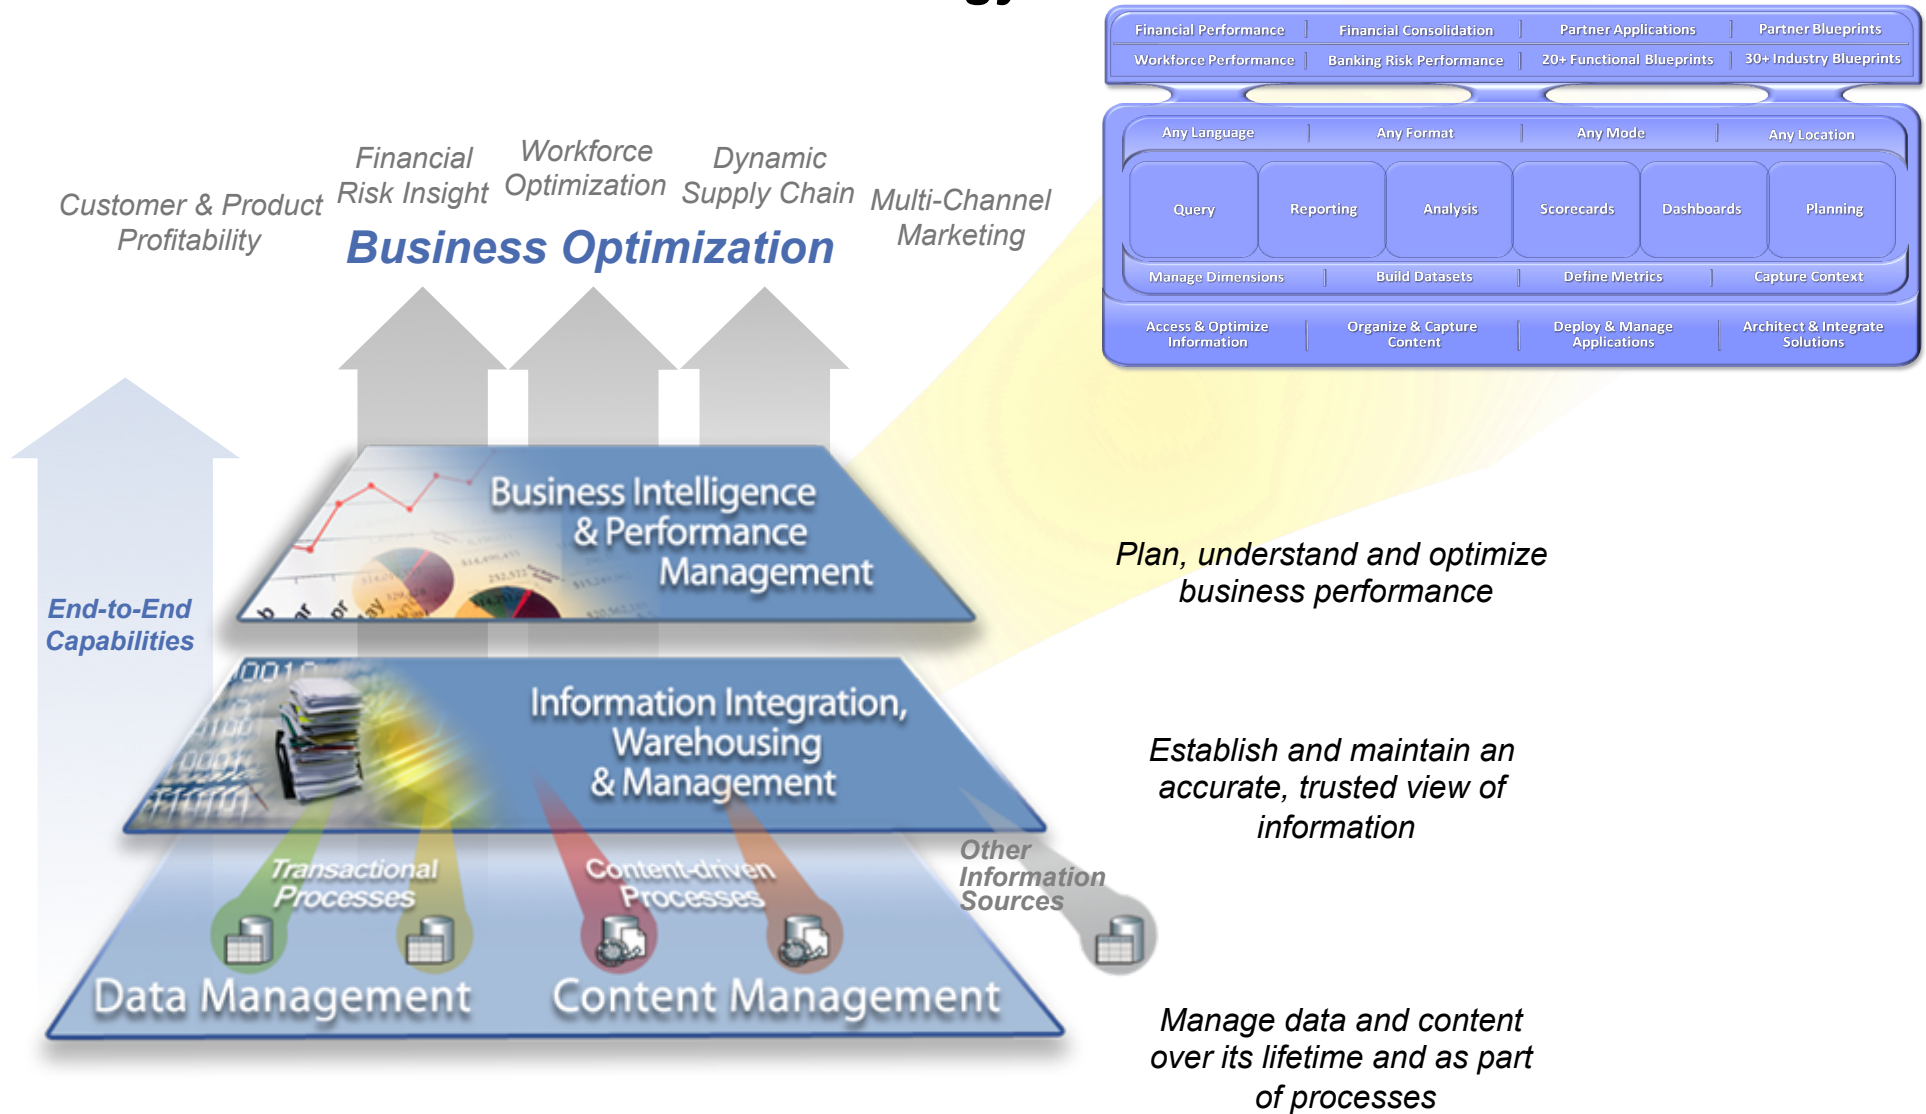 Financial Performance | Financial Consolidation | Partner Applications | Partner Blueprints
Workforce Performance | Banking Risk Performance | 20+ Functional Blueprints | 30+ Industry Blueprints
Any Language | Any Format | Any Mode | Any Location
Query Reporting Analysis Scorecards Dashboards Planning
Manage Dimensions | Build Datasets | Define Metrics | Capture Context
Access & Optimize
Information
Organize & Capture
Content
Deploy & Manage
Applications
Architect & Integrate
Solutions
Customer & Product
Profitability
Financial
Risk Insight
Workforce
Optimization
Dynamic
Supply Chain
Multi-Channel
Marketing
Business Optimization
End-to-End
Capabilities
Business Intelligence
& Performance
Management
Plan, understand and optimize
business performance
Information Integration,
Warehousing
& Management
Establish and maintain an
accurate, trusted view of
information
Transactional
Processes
Content-driven
Processes
Other
Information
Sources
Data Management
Content Management
Manage data and content
over its lifetime and as part
of processes